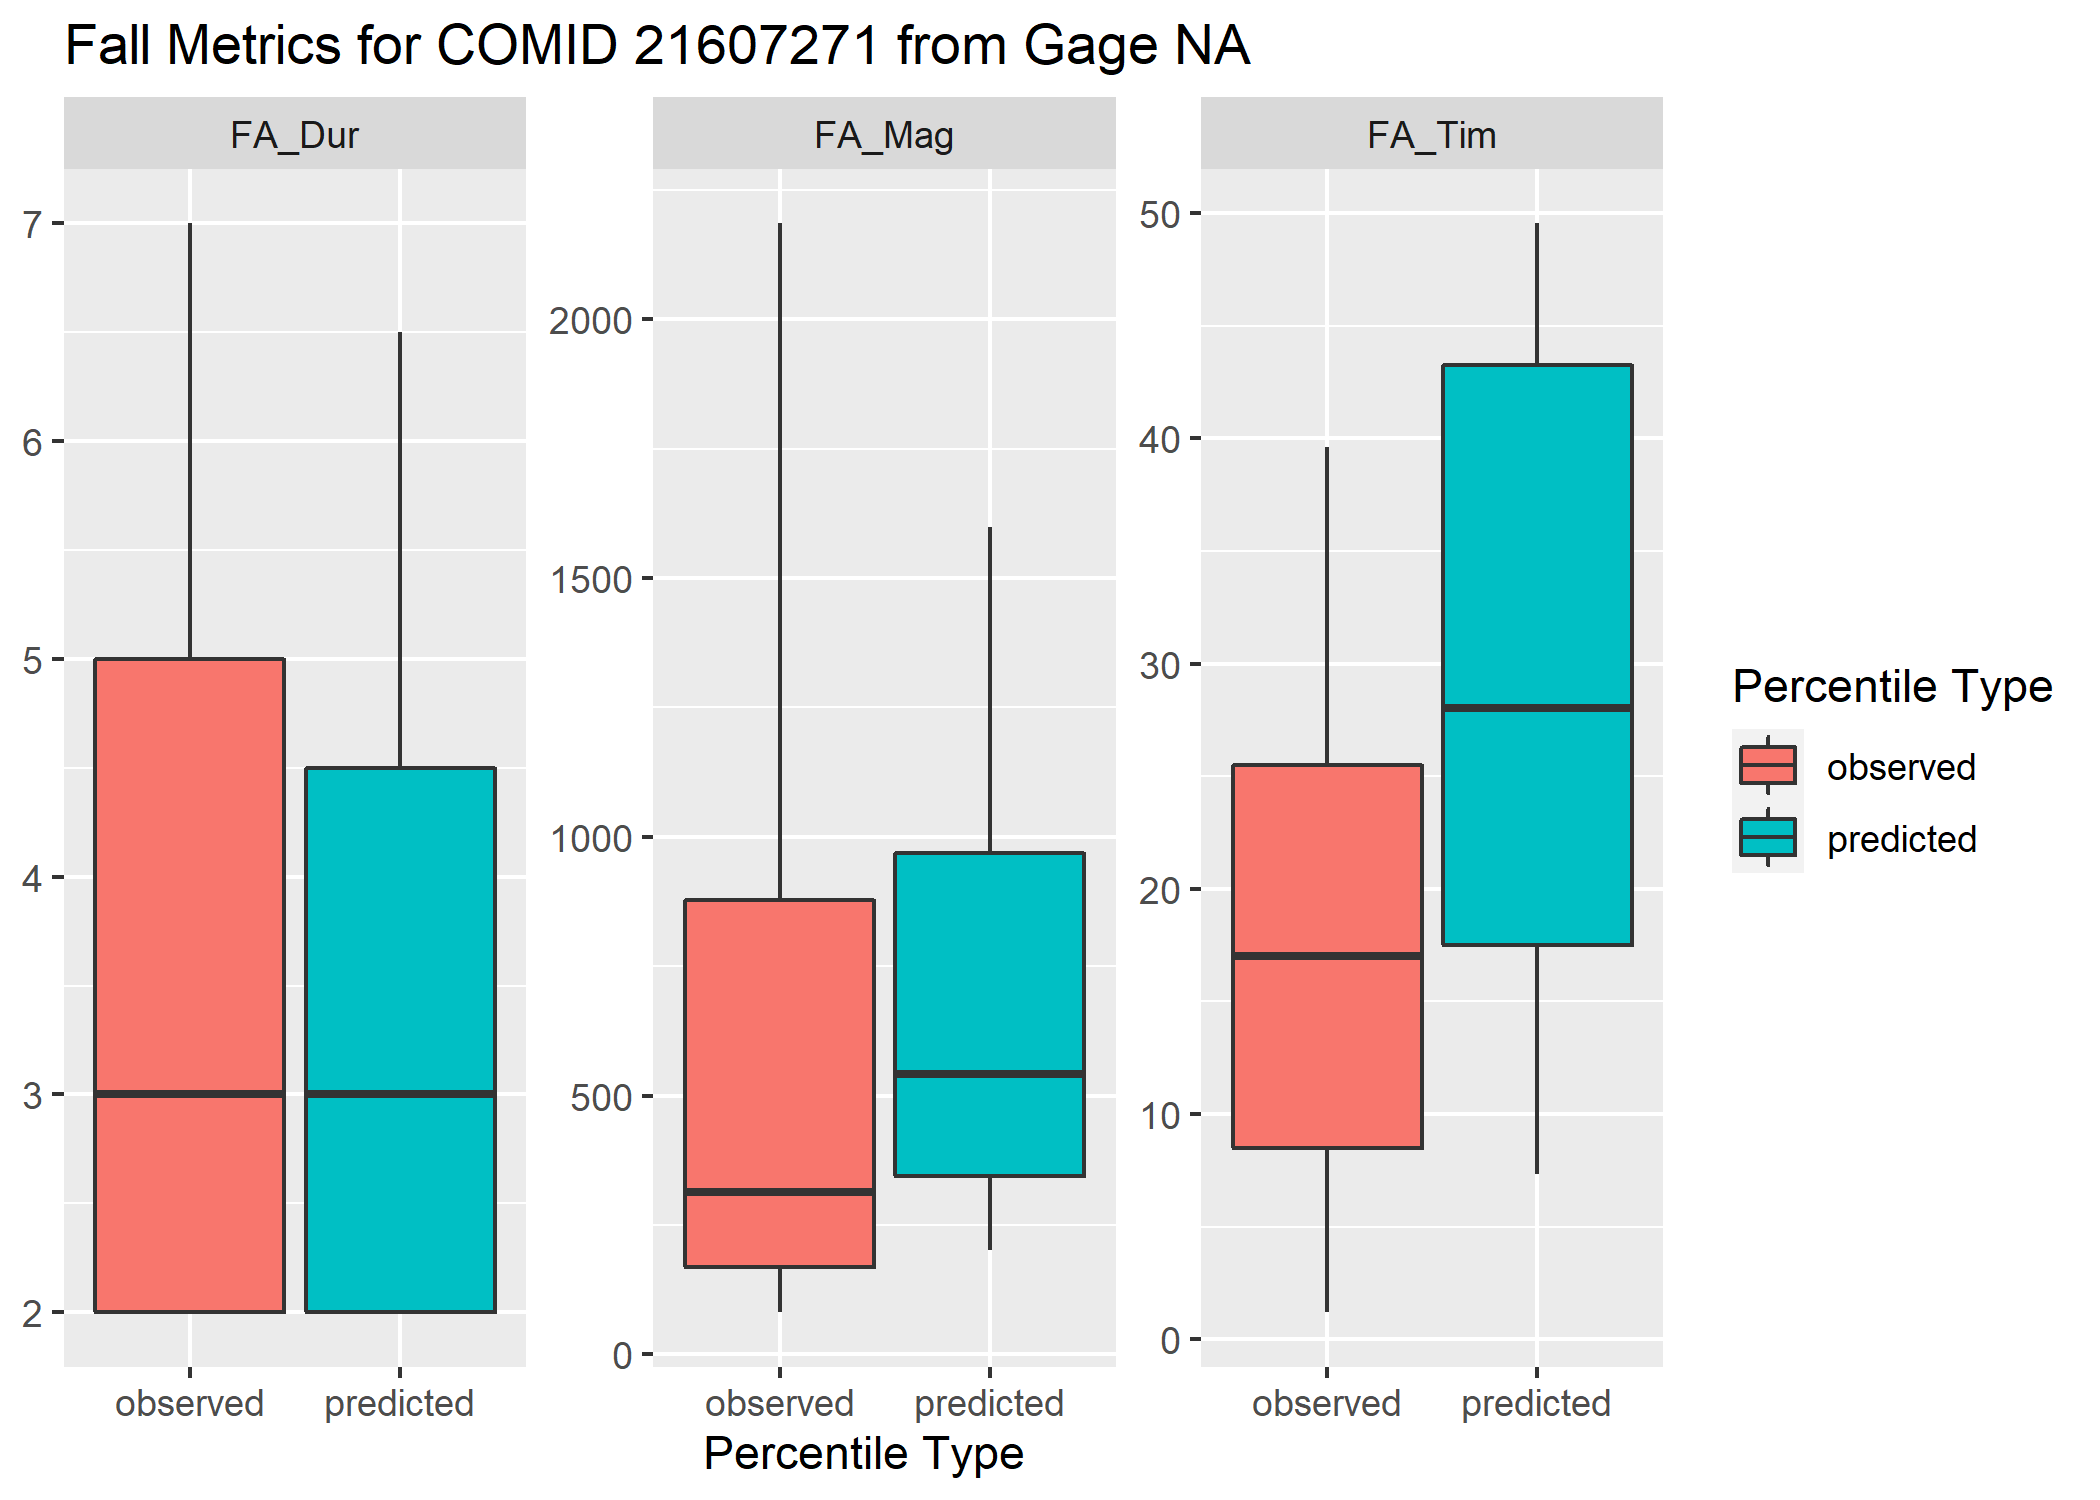 Fall Metrics for COMID 21607271 from Gage NA
FA_Dur
FA_Mag
FA_Tim
7
6
5
4
3
2
2000
1500
1000
500
0
50
40
30
20
10
0
observed
predicted
observed
predicted
observed
predicted
Percentile Type
Percentile Type
observed
predicted